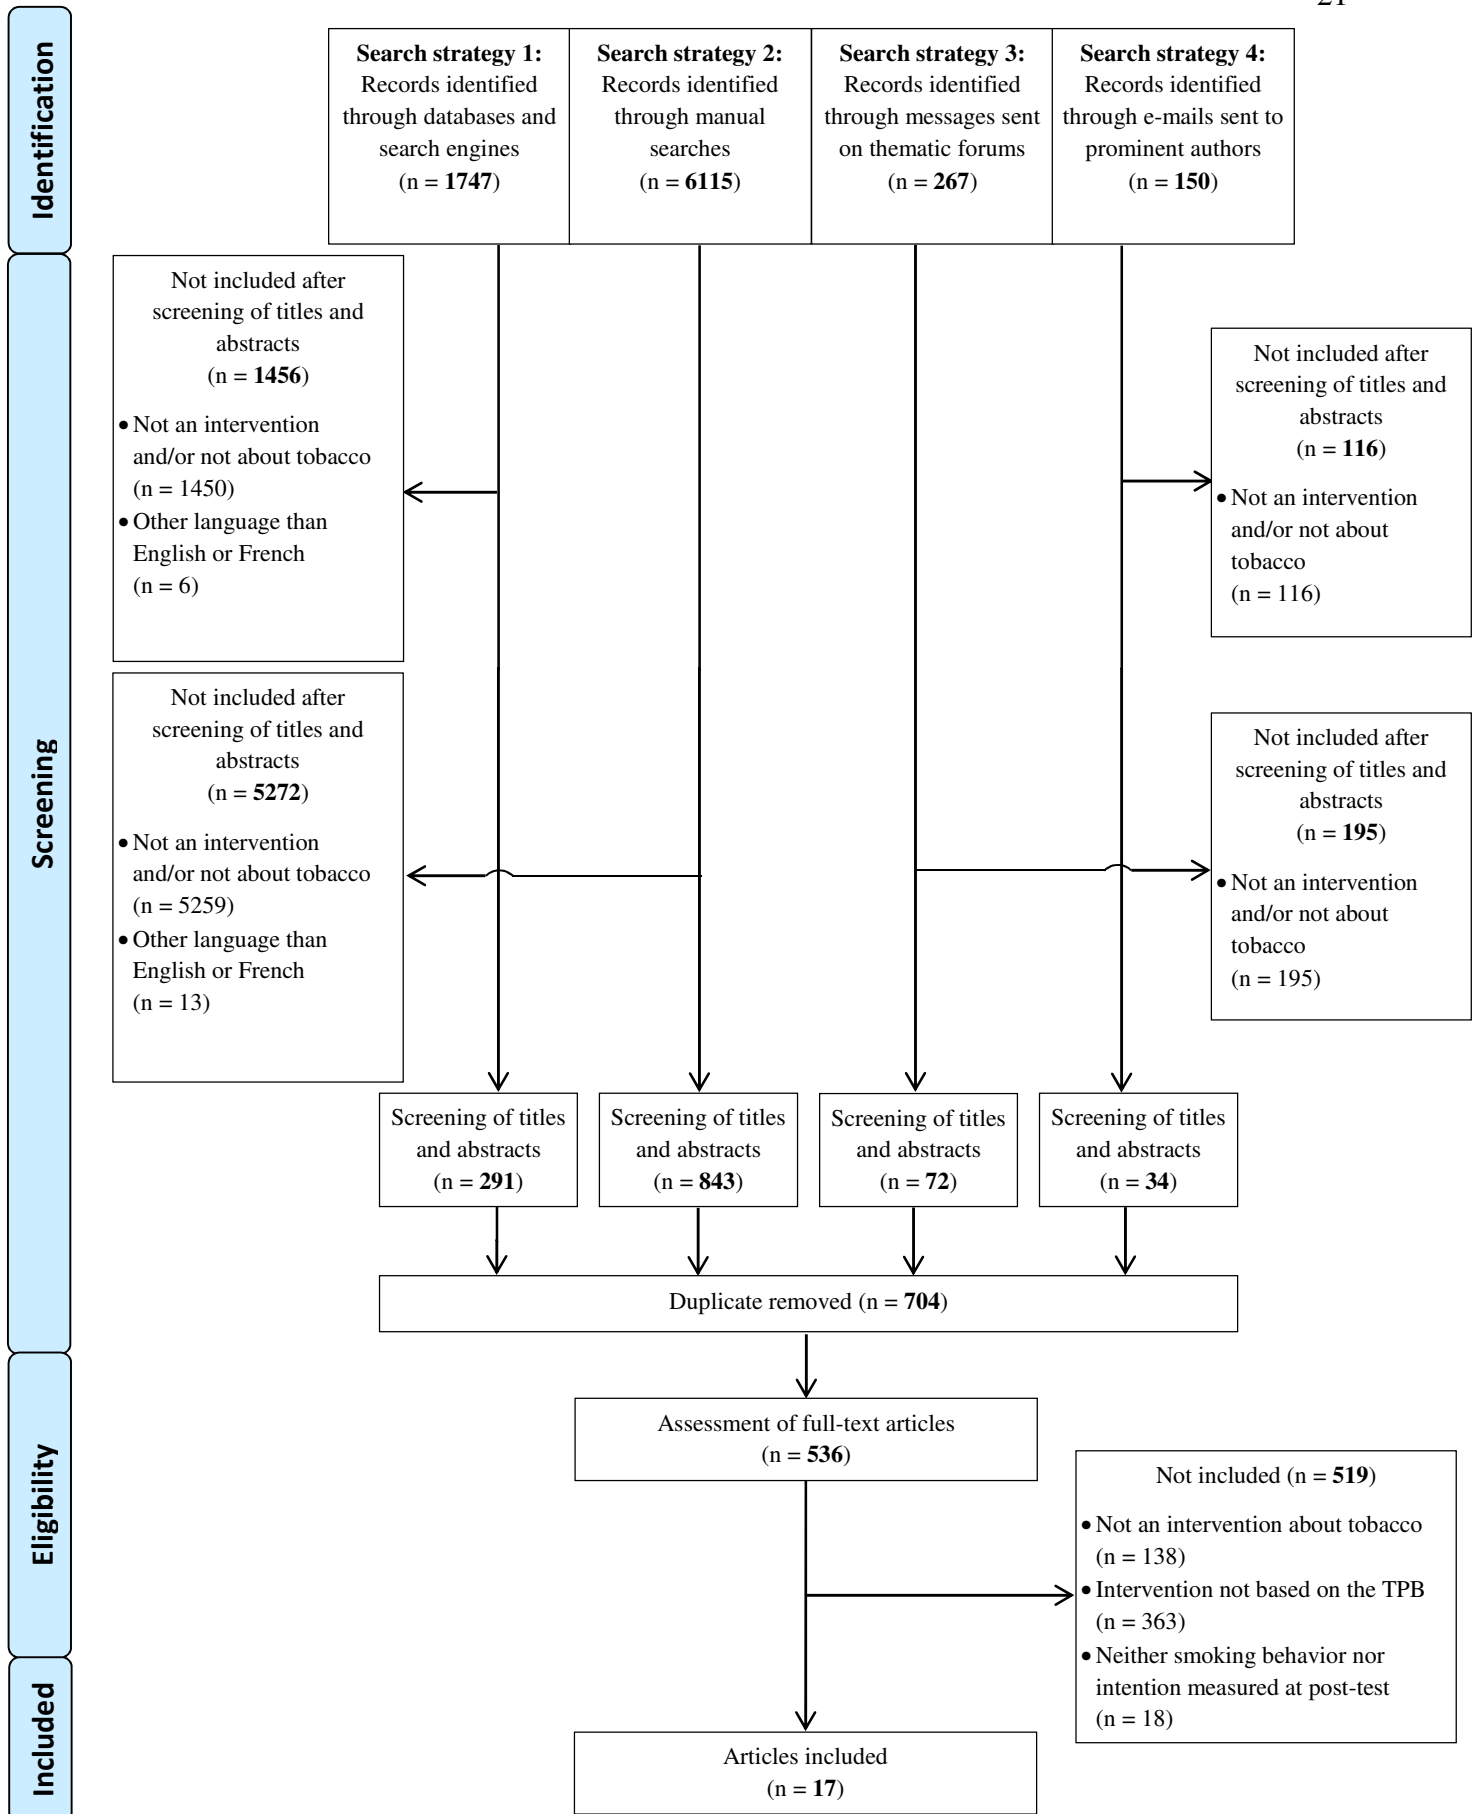 Identification
Search strategy 1:
Records identified
through databases and
search engines
(n = 1747)
Search strategy 2:
Records identified
through manual
searches
(n = 6115)
Search strategy 3:
Records identified
through messages sent
on thematic forums
(n = 267)
Search strategy 4:
Records identified
through e-mails sent to
prominent authors
(n = 150)
Screening
Not included after
screening of titles and
abstracts
(n = 1456)
• Not an intervention
and/or not about tobacco
(n = 1450)
• Other language than
English or French
(n = 6)
Not included after
screening of titles and
abstracts
(n = 116)
• Not an intervention
and/or not about
tobacco
(n = 116)
Not included after
screening of titles and
abstracts
(n = 5272)
• Not an intervention
and/or not about tobacco
(n = 5259)
• Other language than
English or French
(n = 13)
Not included after
screening of titles and
abstracts
(n = 195)
• Not an intervention
and/or not about
tobacco
(n = 195)
Screening of titles
and abstracts
(n = 291)
Screening of titles
and abstracts
(n = 843)
Screening of titles
and abstracts
(n = 72)
Screening of titles
and abstracts
(n = 34)
Duplicate removed (n = 704)
Eligibility
Assessment of full-text articles
(n = 536)
Not included (n = 519)
• Not an intervention about tobacco
(n = 138)
• Intervention not based on the TPB
(n = 363)
• Neither smoking behavior nor
intention measured at post-test
(n = 18)
Included
Articles included
(n = 17)